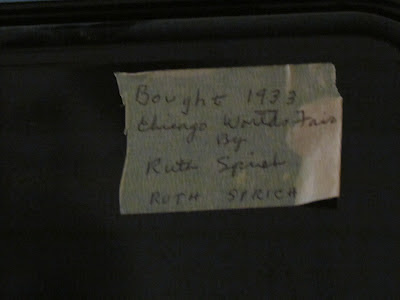 Bought 1933
Chicago Worlds Fair
By
Ruth Sprich
RUTH SPRICH